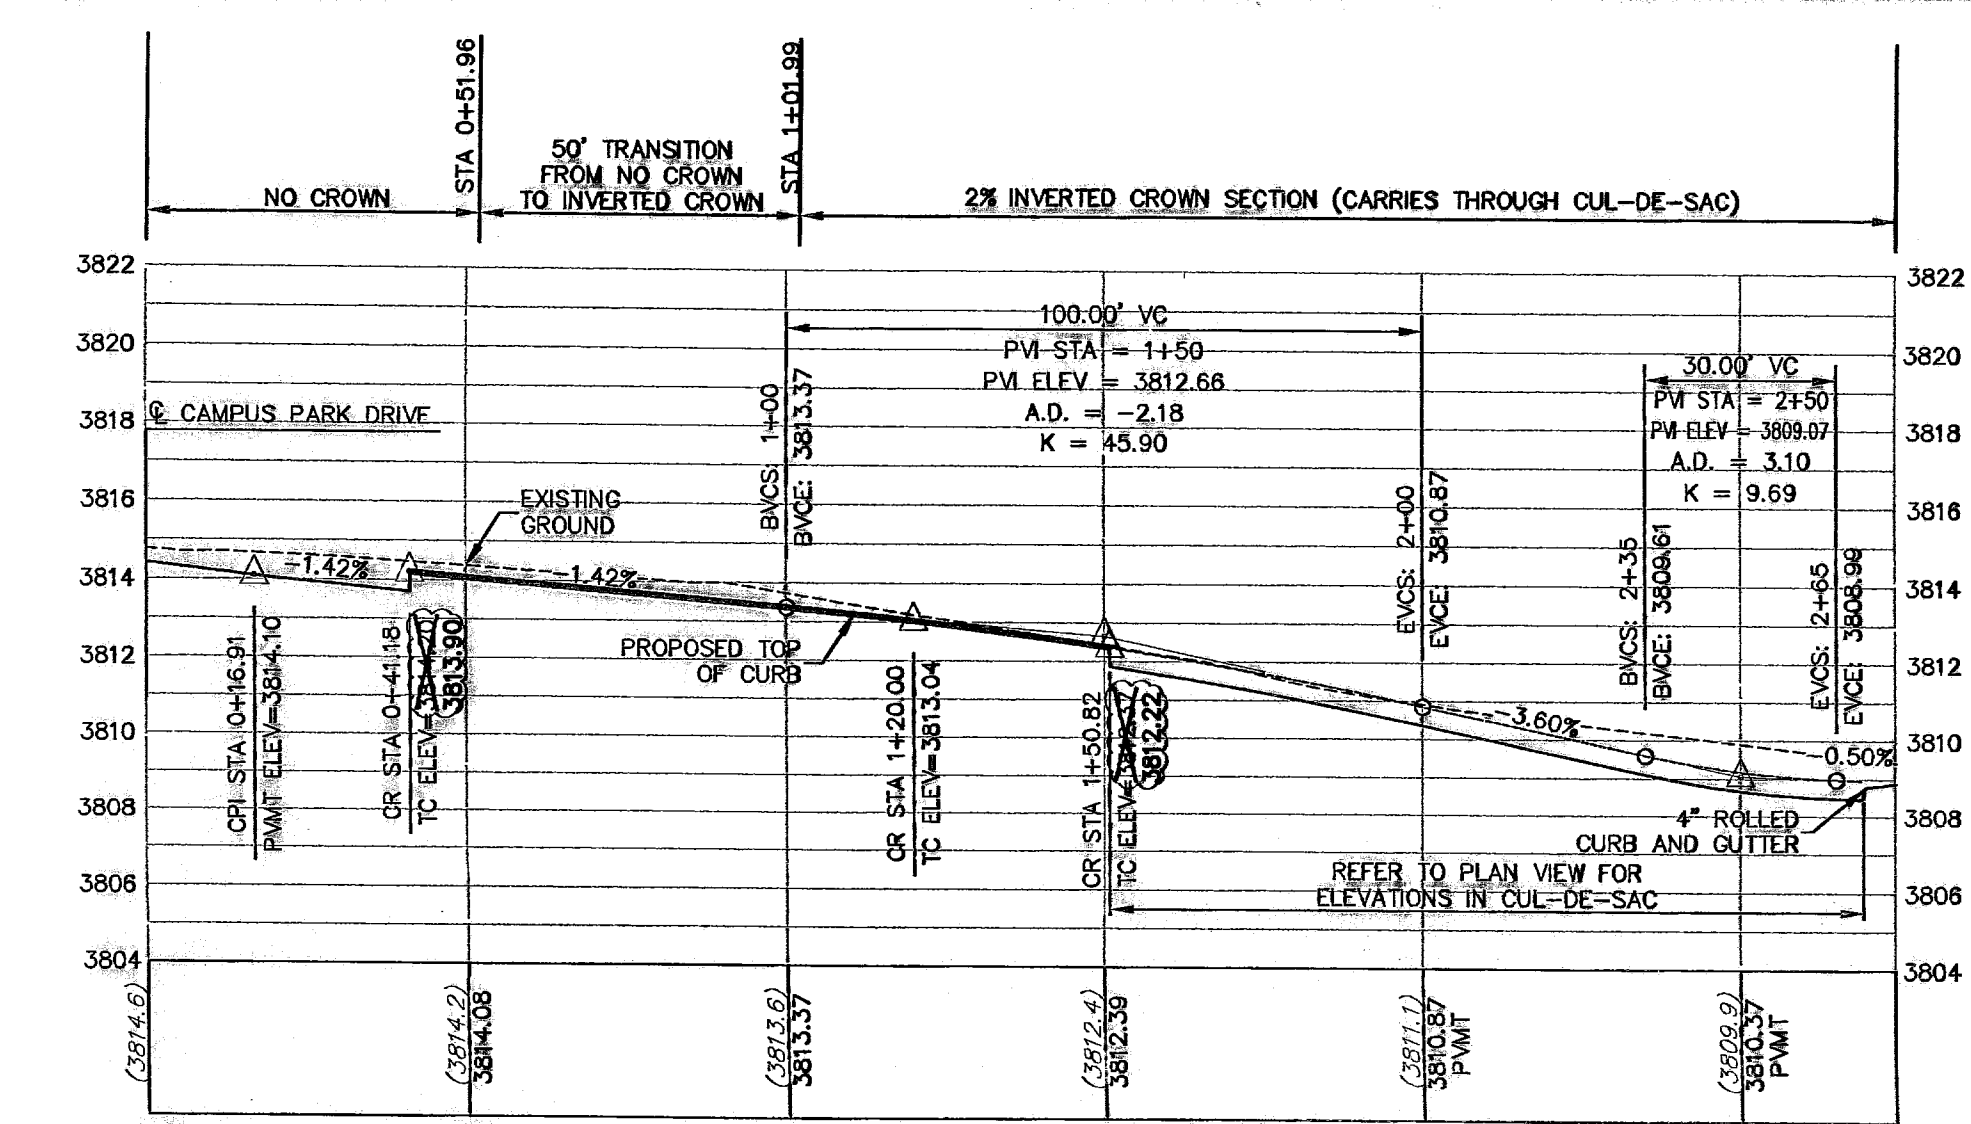 STA 0+51.96
STA 1+01.99
NO CROWN
50' TRANSITION
FROM NO CROWN
TO INVERTED CROWN
2% INVERTED CROWN SECTION (CARRIES THROUGH CUL-DE-SAC)
3822
3820
3818
3816
3814
3812
3810
3808
3806
3804
3822
3820
3818
3816
3814
3812
3810
3808
3806
3804
℄ CAMPUS PARK DRIVE
EXISTING
GROUND
-1.42%
-1.42%
BVCS: 1+00
BVCE: 3813.37
100.00' VC
PVI STA = 1+50
PVI ELEV = 3812.66
A.D. = -2.18
K = 45.90
EVCS: 2+00
EVCE: 3810.87
30.00' VC
PVI STA = 2+50
PVI ELEV = 3809.07
A.D. = 3.10
K = 9.69
BVCS: 2+35
BVCE: 3809.61
EVCS: 2+65
EVCE: 3808.99
-3.60%
-0.50%
CPI STA 0+16.91
PVMT ELEV=3814.10
CR STA 0+41.18
TC ELEV=
3813.90
PROPOSED TOP
OF CURB
CR STA 1+20.00
TC ELEV=3813.04
CR STA 1+50.82
TC ELEV=3812.37
3812.22
4" ROLLED
CURB AND GUTTER
REFER TO PLAN VIEW FOR
ELEVATIONS IN CUL-DE-SAC
(3814.6)
(3814.2)
3814.08
(3813.6)
3813.37
(3812.4)
3812.39
(3811.1)
3810.87
PVMT
(3809.9)
3810.37
PVMT